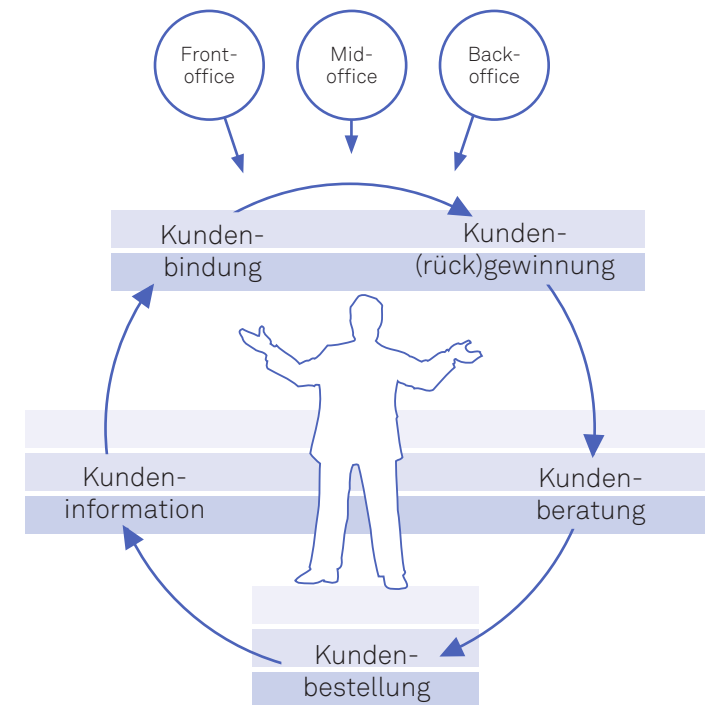 Front-
office
Mid-
office
Back-
office
Kunden-
bindung
Kunden-
(rück)gewinnung
Kunden-
information
Kunden-
beratung
Kunden-
bestellung